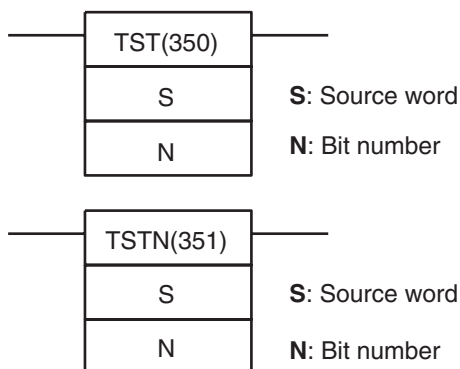 TST(350)
S
S: Source word
N
N: Bit number
TSTN(351)
S
S: Source word
N
N: Bit number